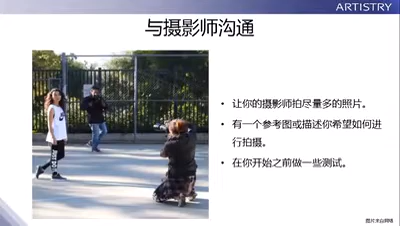 ARTISTRY
与摄影师沟通
• 让你的摄影师拍尽量多的照片。
• 有一个参考图或描述你希望如何进
行拍摄。
• 在你开始之前做一些测试。
图片来自网络